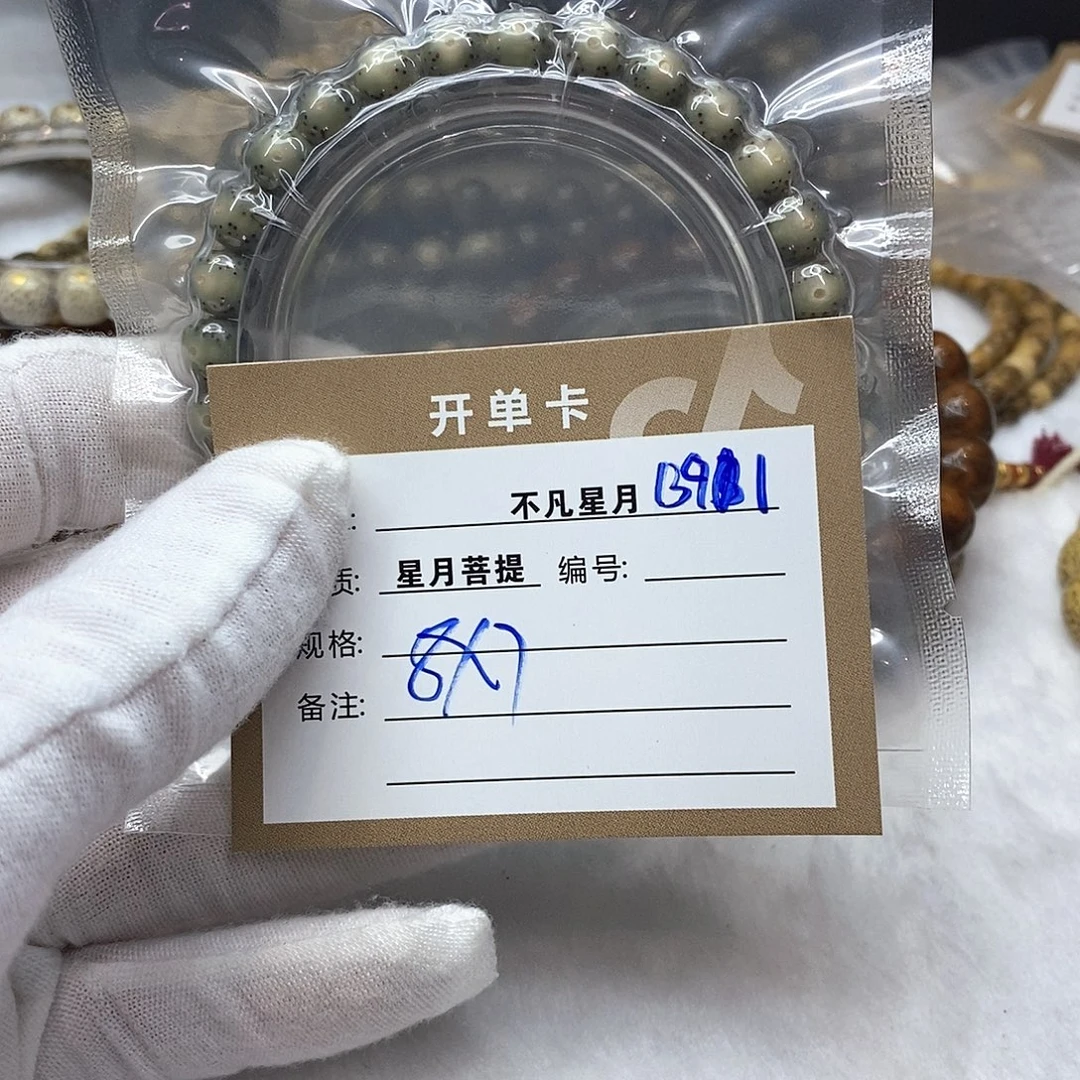 开单卡
: 不凡星月
质: 星月菩提 编号:
规格: 8X7
备注: